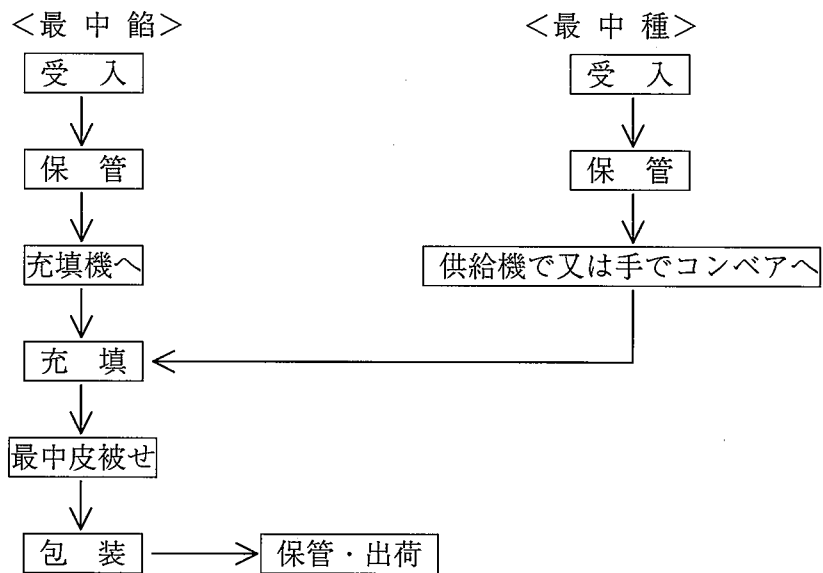 <最中餡>
<最中種>
受入
受入
保管
保管
充填機へ
供給機で又は手でコンベアへ
充填
最中皮被せ
包装
保管・出荷